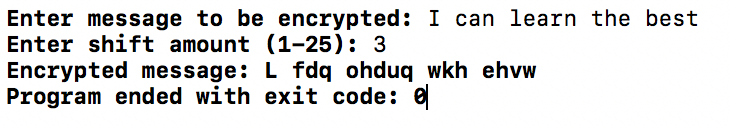 Enter message to be encrypted: I can learn the best
Enter shift amount (1-25): 3
Encrypted message: L fdq ohduq wkh ehvw
Program ended with exit code: 0